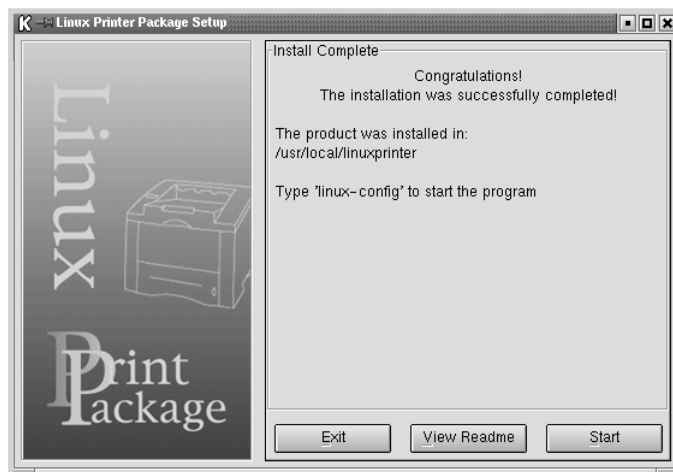 Linux Printer Package Setup
Linux
Print
Package
Install Complete
Congratulations!
The installation was successfully completed!
The product was installed in:
/usr/local/linuxprinter
Type 'linux-config' to start the program
Exit
View Readme
Start